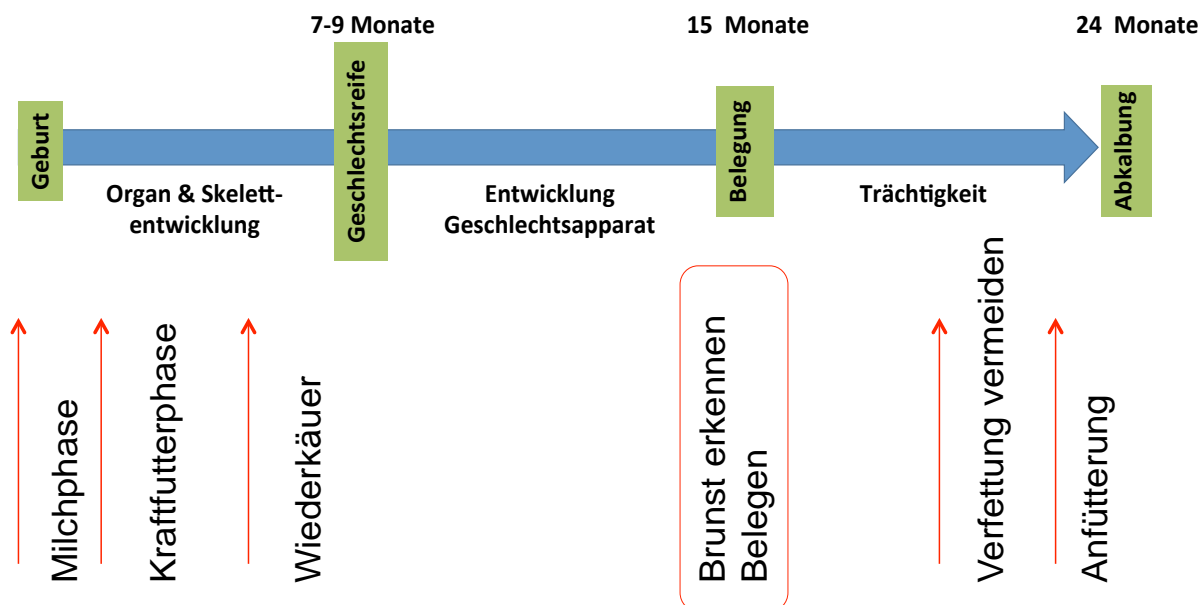 7-9 Monate
15 Monate
24 Monate
Geburt
Geschlechtsreife
Belegung
Abkalbung
Organ & Skelett-
entwicklung
Entwicklung
Geschlechtsapparat
Trächtigkeit
Milchphase
Kraftfutterphase
Wiederkäuer
Brunst erkennen
Belegen
Verfettung vermeiden
Anfütterung